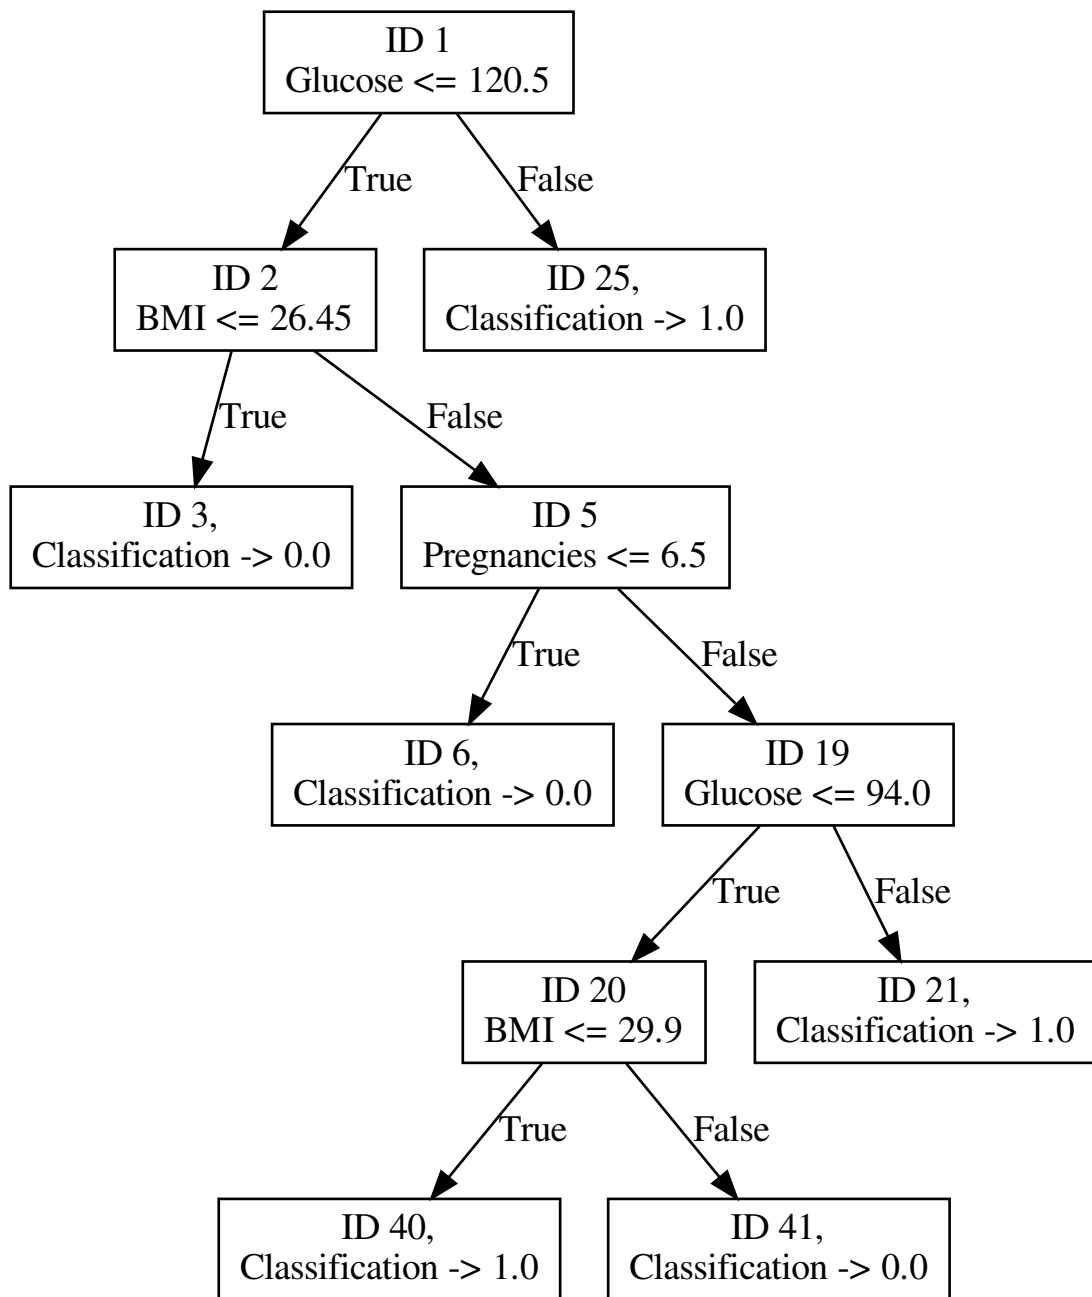 ID 1
Glucose <= 120.5
True
False
ID 2
BMI <= 26.45
ID 25,
Classification -> 1.0
True
False
ID 3,
Classification -> 0.0
ID 5
Pregnancies <= 6.5
True
False
ID 6,
Classification -> 0.0
ID 19
Glucose <= 94.0
True
False
ID 20
BMI <= 29.9
ID 21,
Classification -> 1.0
True
False
ID 40,
Classification -> 1.0
ID 41,
Classification -> 0.0